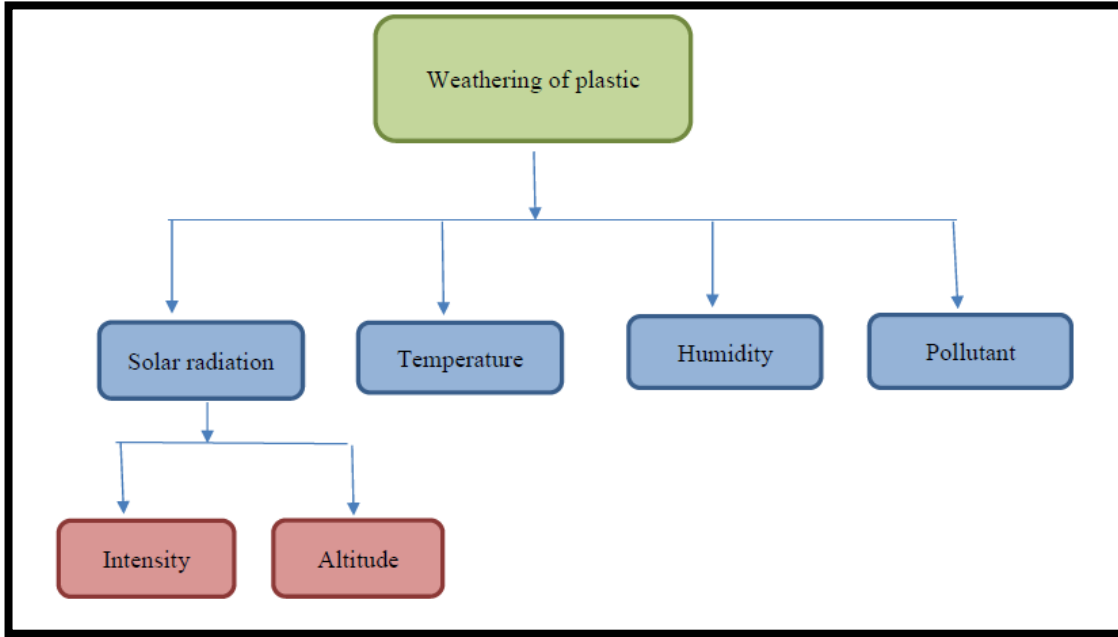 Weathering of plastic
Solar radiation
Temperature
Humidity
Pollutant
Intensity
Altitude